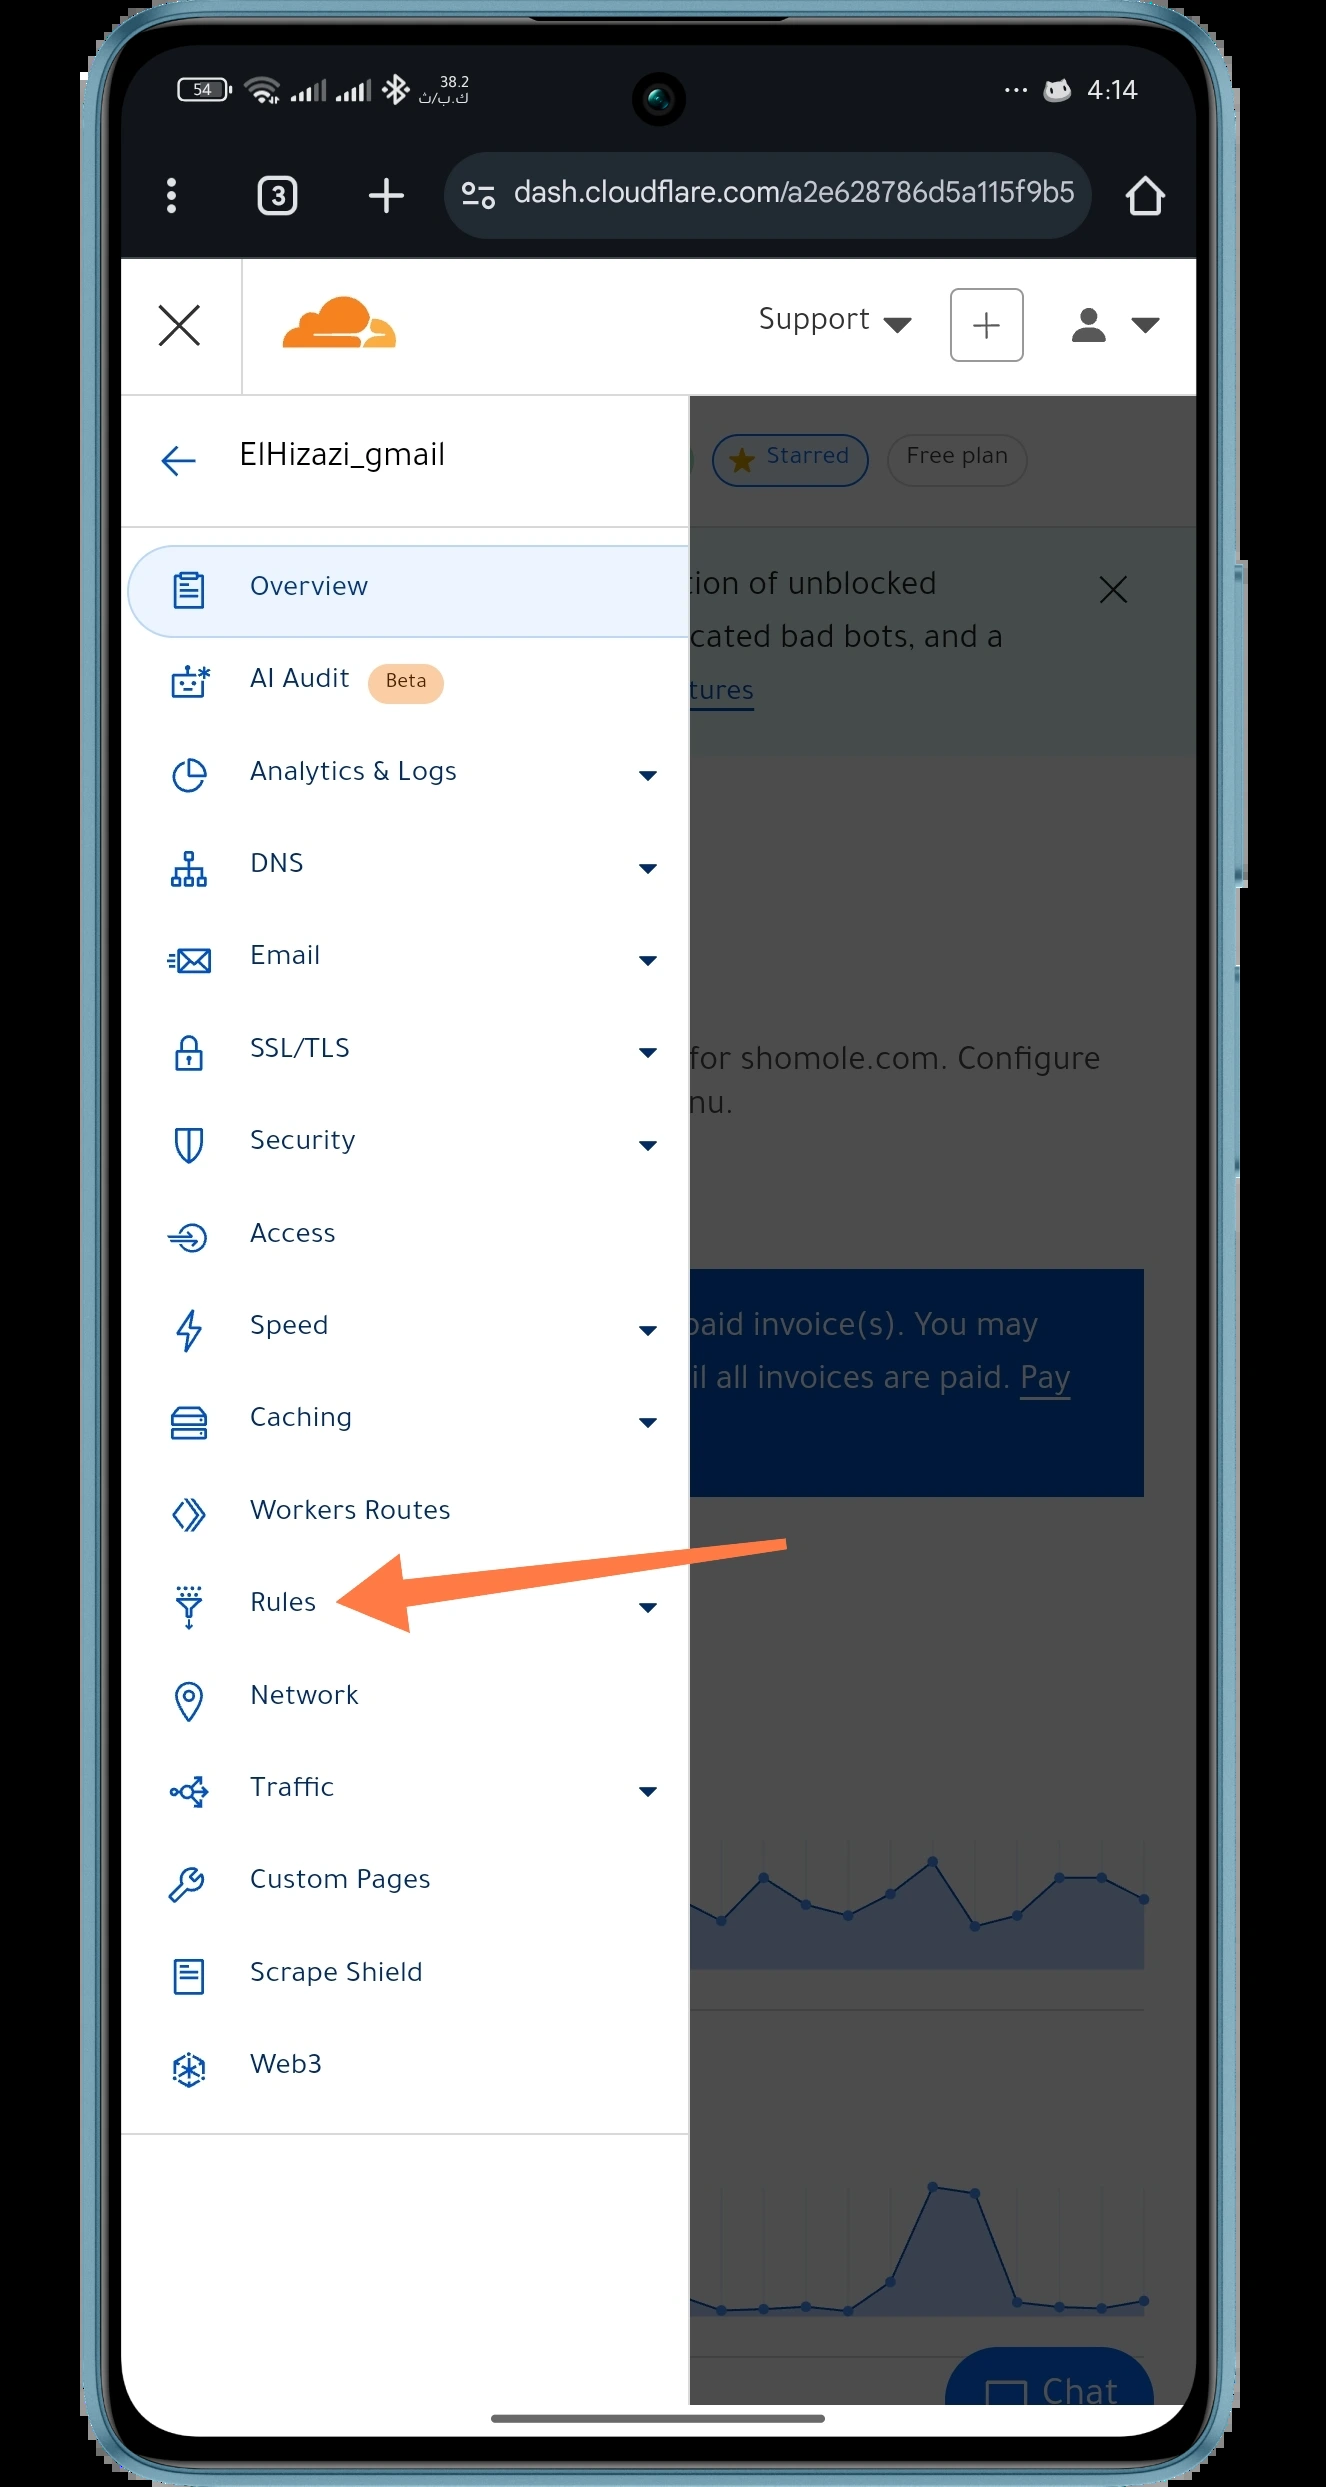 54
38.2
ك.ب/ث
4:14
3
dash.cloudflare.com/a2e628786d5a115f9b5
Support
ElHizazi_gmail
Starred
Free plan
Overview
tion of unblocked
cated bad bots, and a
tures
AI Audit Beta
Analytics & Logs
DNS
Email
SSL/TLS
for shomole.com. Configure
nu.
Security
Access
Speed
paid invoice(s). You may
il all invoices are paid. Pay
Caching
Workers Routes
Rules
Network
Traffic
Custom Pages
Scrape Shield
Web3
Chat